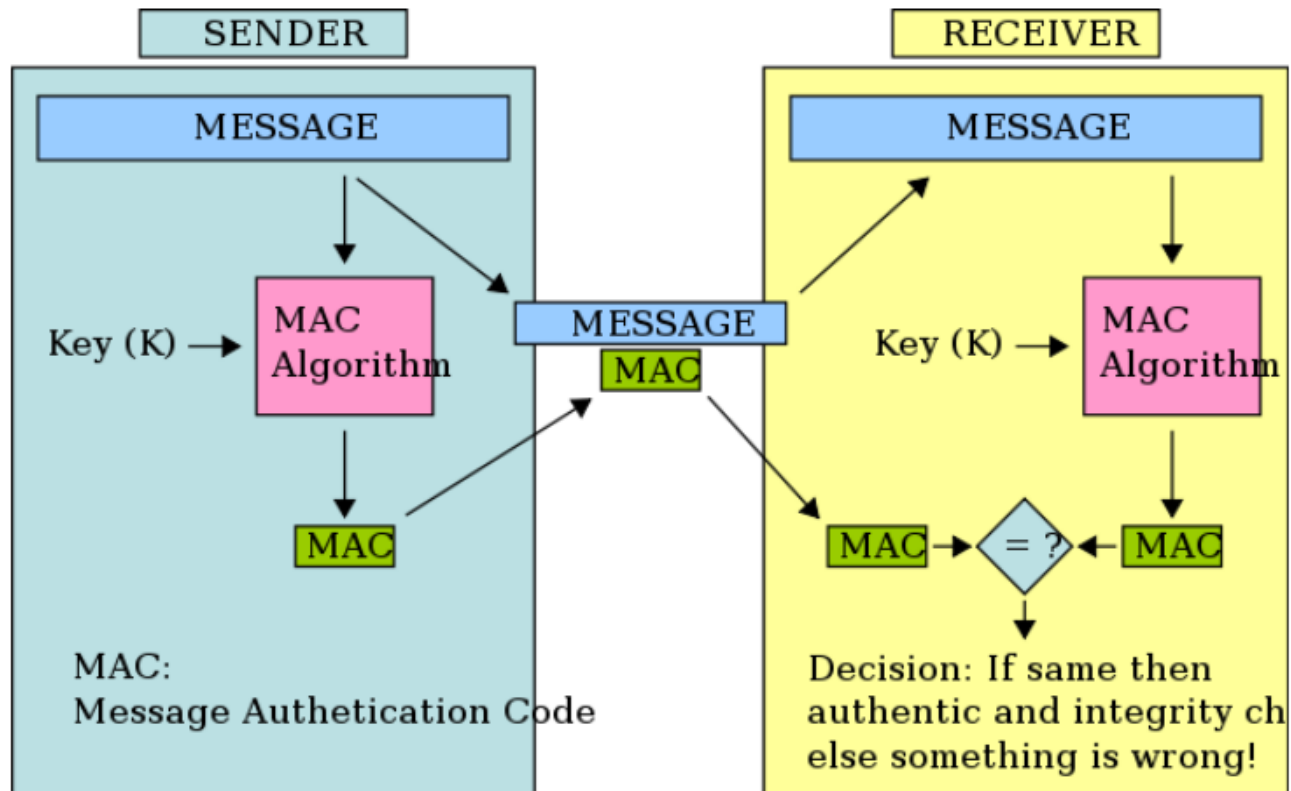 SENDER
RECEIVER
MESSAGE
MESSAGE
MAC
Algorithm
Key (K)
MESSAGE
MAC
MAC
Algorithm
Key (K)
MAC
MAC
= ?
MAC
MAC:
Message Authetication Code
Decision: If same then
authentic and integrity ch
else something is wrong!